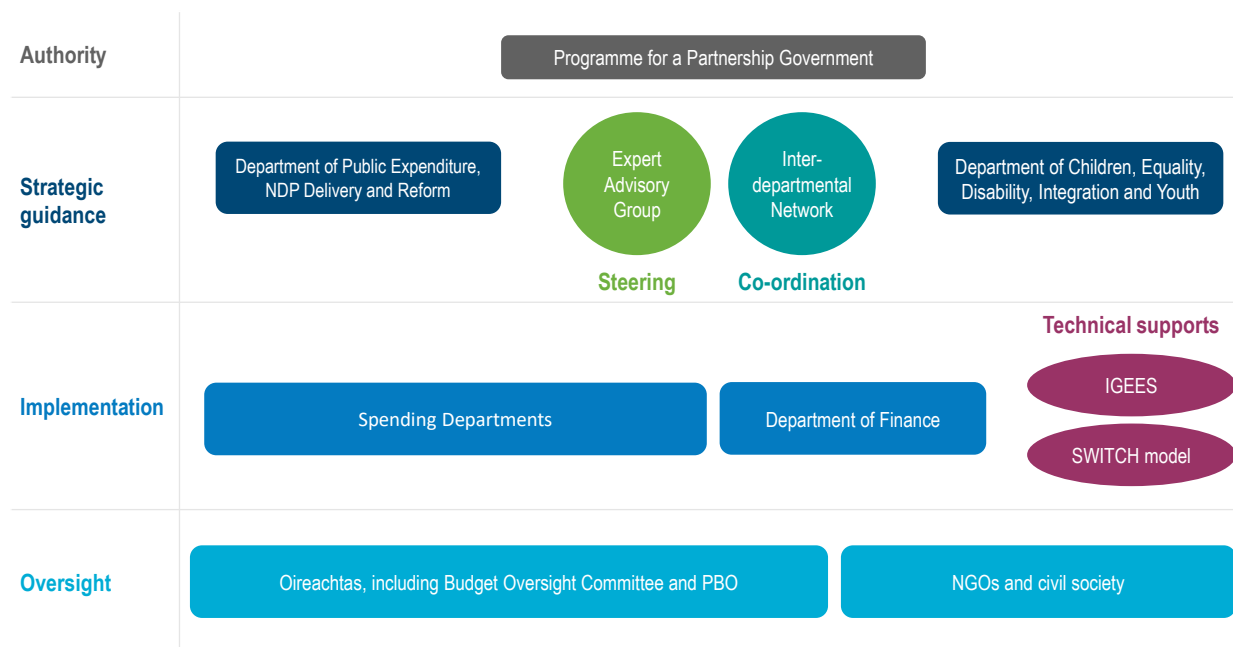 Authority
Programme for a Partnership Government
Strategic
guidance
Department of Public Expenditure,
NDP Delivery and Reform
Expert
Advisory
Group
Steering
Inter-
departmental
Network
Co-ordination
Department of Children, Equality,
Disability, Integration and Youth
Implementation
Spending Departments
Department of Finance
Technical supports
IGEES
SWITCH model
Oversight
Oireachtas, including Budget Oversight Committee and PBO
NGOs and civil society